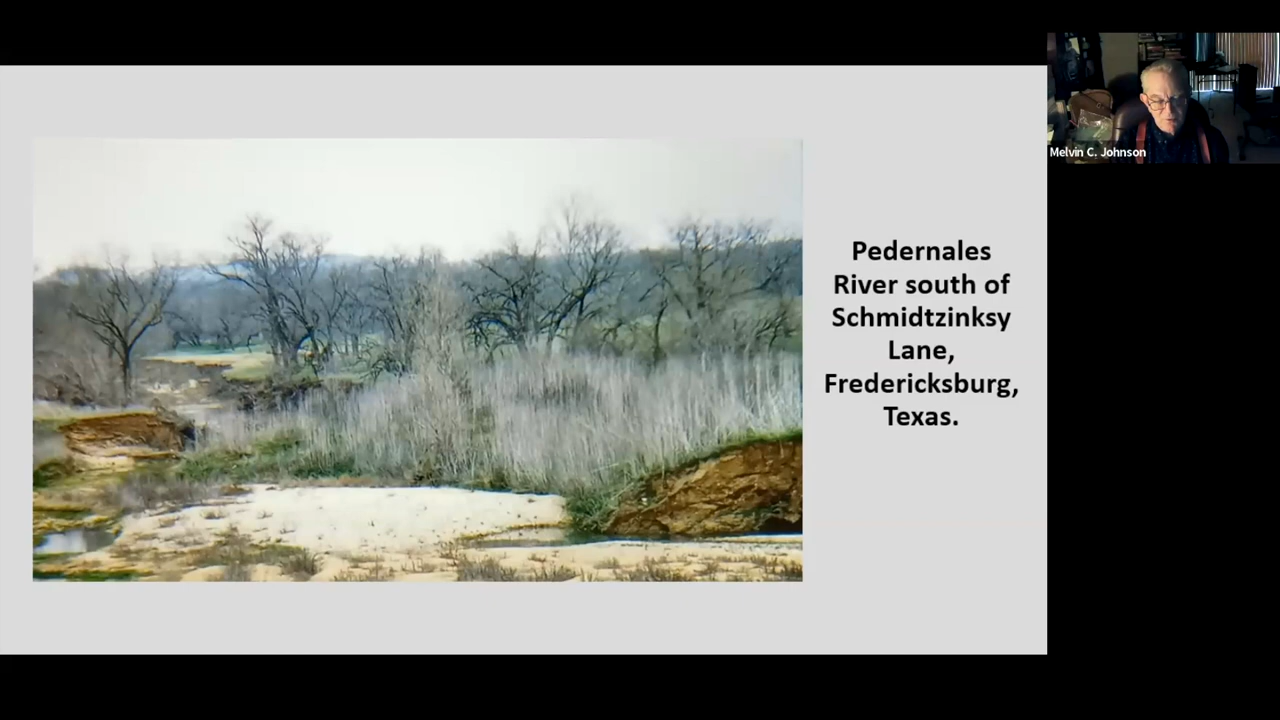 Pedernales
River south of
Schmidtzinksy
Lane,
Fredericksburg,
Texas.
Melvin C. Johnson